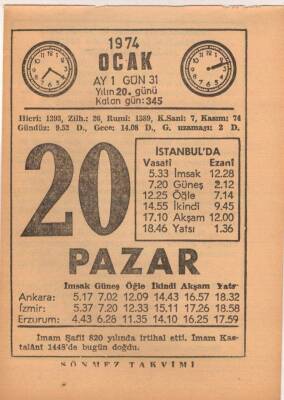 1974
OCAK
AY 1 GÜN 31
Yılın 20. günü
Kalan gün: 345
Hicri: 1393, Zilh.: 26, Rumi: 1389, K.Sani: 7, Kasım: 74
Gündüz: 9.52 D., Gece: 14.08 D., G. uzaması: 2 D.
20
İSTANBUL'DA
Vasati Ezani
5.33 İmsak 12.28
7.20 Güneş 2.12
12.25 Öğle 7.14
14.55 İkindi 9.45
17.10 Akşam 12.00
18.46 Yatsı 1.36
PAZAR
İmsak Güneş Öğle İkindi Akşam Yatsı
Ankara: 5.17 7.02 12.09 14.43 16.57 18.32
İzmir: 5.37 7.20 12.33 15.11 17.26 18.58
Erzurum: 4.43 6.28 11.35 14.10 16.25 17.59
İmam Şafiî 820 yılında irtihal etti. İmam Kas-
talânî 1448'de bugün doğdu.
SÖNMEZ TAKVİMİ